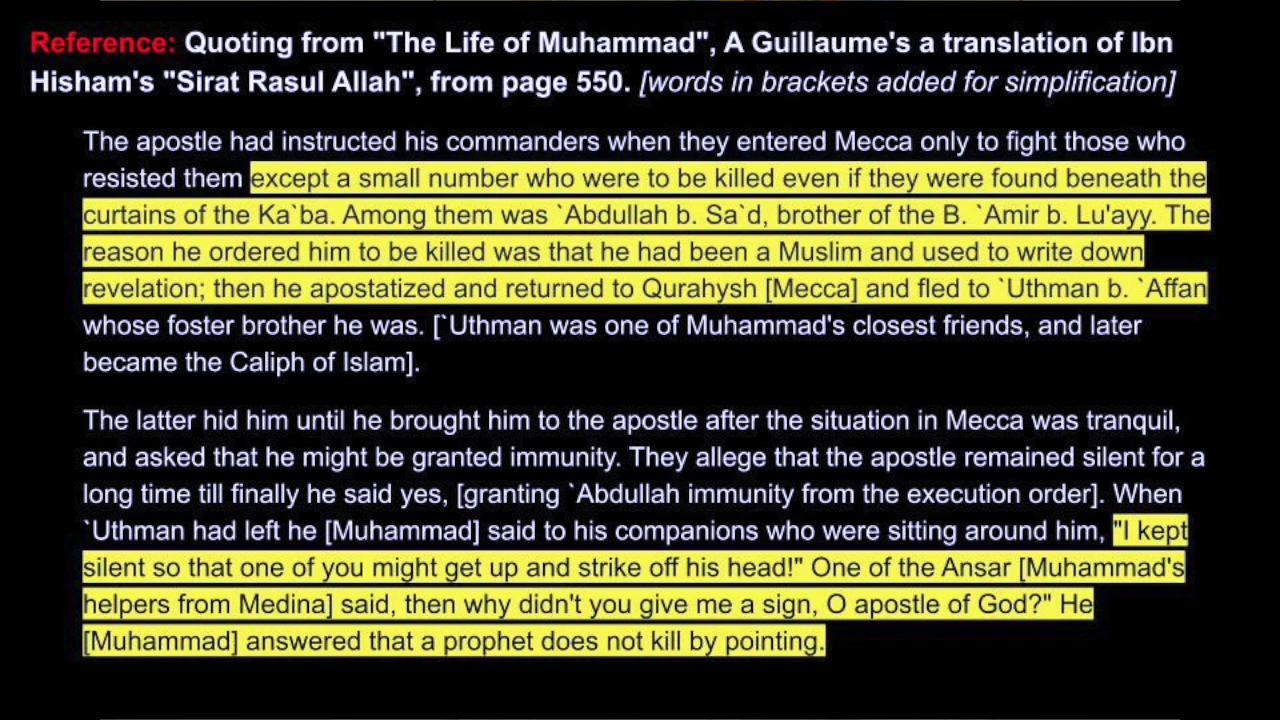 Reference: Quoting from "The Life of Muhammad", A Guillaume's a translation of Ibn
Hisham's "Sirat Rasul Allah", from page 550. [words in brackets added for simplification]
The apostle had instructed his commanders when they entered Mecca only to fight those who
resisted them except a small number who were to be killed even if they were found beneath the
curtains of the Ka`ba. Among them was `Abdullah b. Sa`d, brother of the B. `Amir b. Lu'ayy. The
reason he ordered him to be killed was that he had been a Muslim and used to write down
revelation; then he apostatized and returned to Qurahysh [Mecca] and fled to `Uthman b. `Affan
whose foster brother he was. [`Uthman was one of Muhammad's closest friends, and later
became the Caliph of Islam].
The latter hid him until he brought him to the apostle after the situation in Mecca was tranquil,
and asked that he might be granted immunity. They allege that the apostle remained silent for a
long time till finally he said yes, [granting `Abdullah immunity from the execution order]. When
`Uthman had left he [Muhammad] said to his companions who were sitting around him, "I kept
silent so that one of you might get up and strike off his head!" One of the Ansar [Muhammad's
helpers from Medina] said, then why didn't you give me a sign, O apostle of God?" He
[Muhammad] answered that a prophet does not kill by pointing.